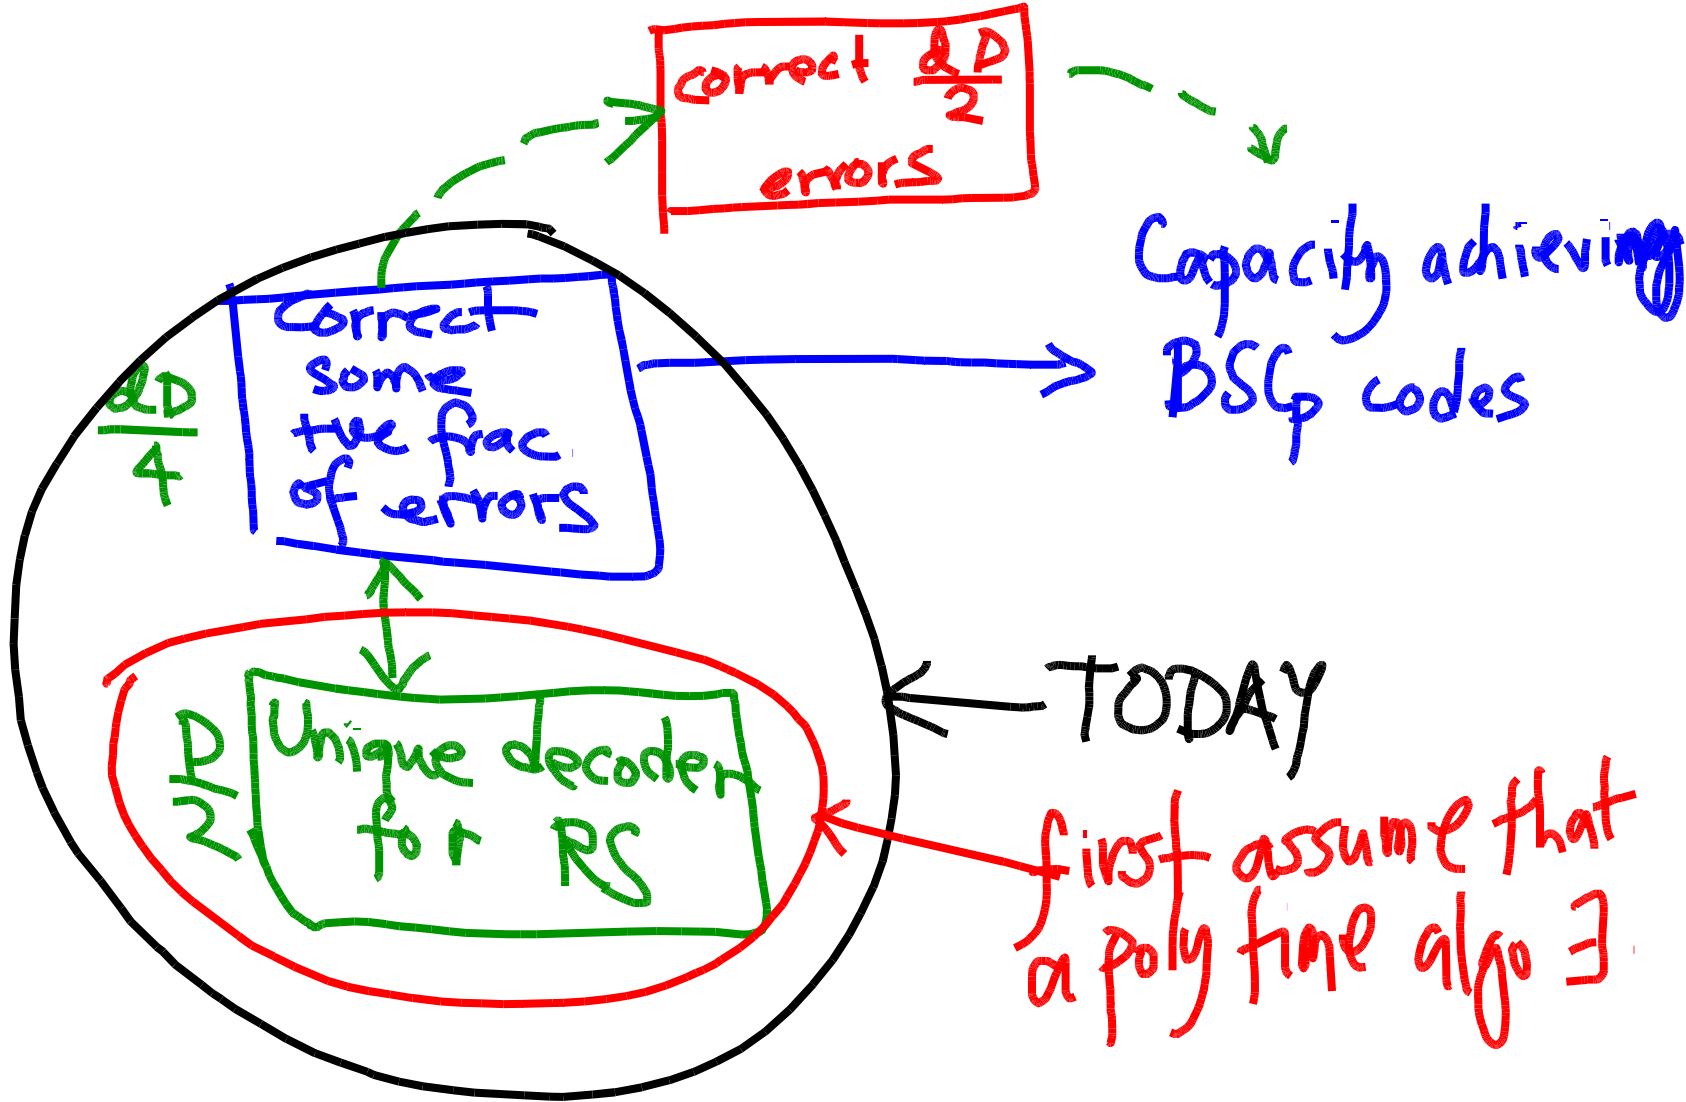 correct dD/2
errors
Capacity achieving
BSCp codes
Correct
some
+ve frac.
of errors
dD/4
TODAY
Unique decoder
for RS
D/2
first assume that
a poly time algo ∃.